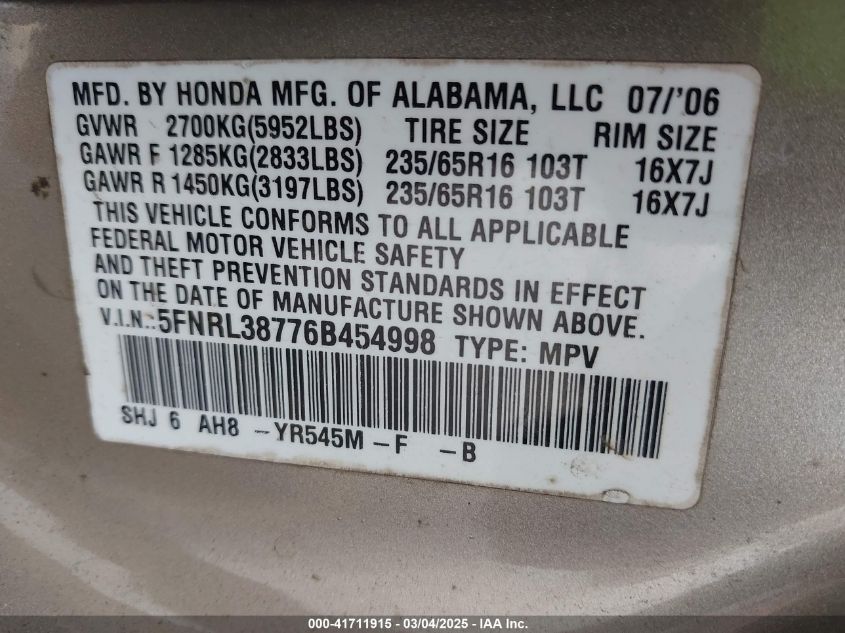 MFD. BY HONDA MFG. OF ALABAMA, LLC 07/'06
GVWR 2700KG(5952LBS) TIRE SIZE RIM SIZE
GAWR F 1285KG(2833LBS) 235/65R16 103T 16X7J
GAWR R 1450KG(3197LBS) 235/65R16 103T 16X7J
THIS VEHICLE CONFORMS TO ALL APPLICABLE
FEDERAL MOTOR VEHICLE SAFETY
AND THEFT PREVENTION STANDARDS IN EFFECT
ON THE DATE OF MANUFACTURE SHOWN ABOVE.
V.I.N.: 5FNRL38776B454998 TYPE: MPV
SHJ 6 AH8 -YR545M -F -B
000-41711915 - 03/04/2025 - IAA Inc.